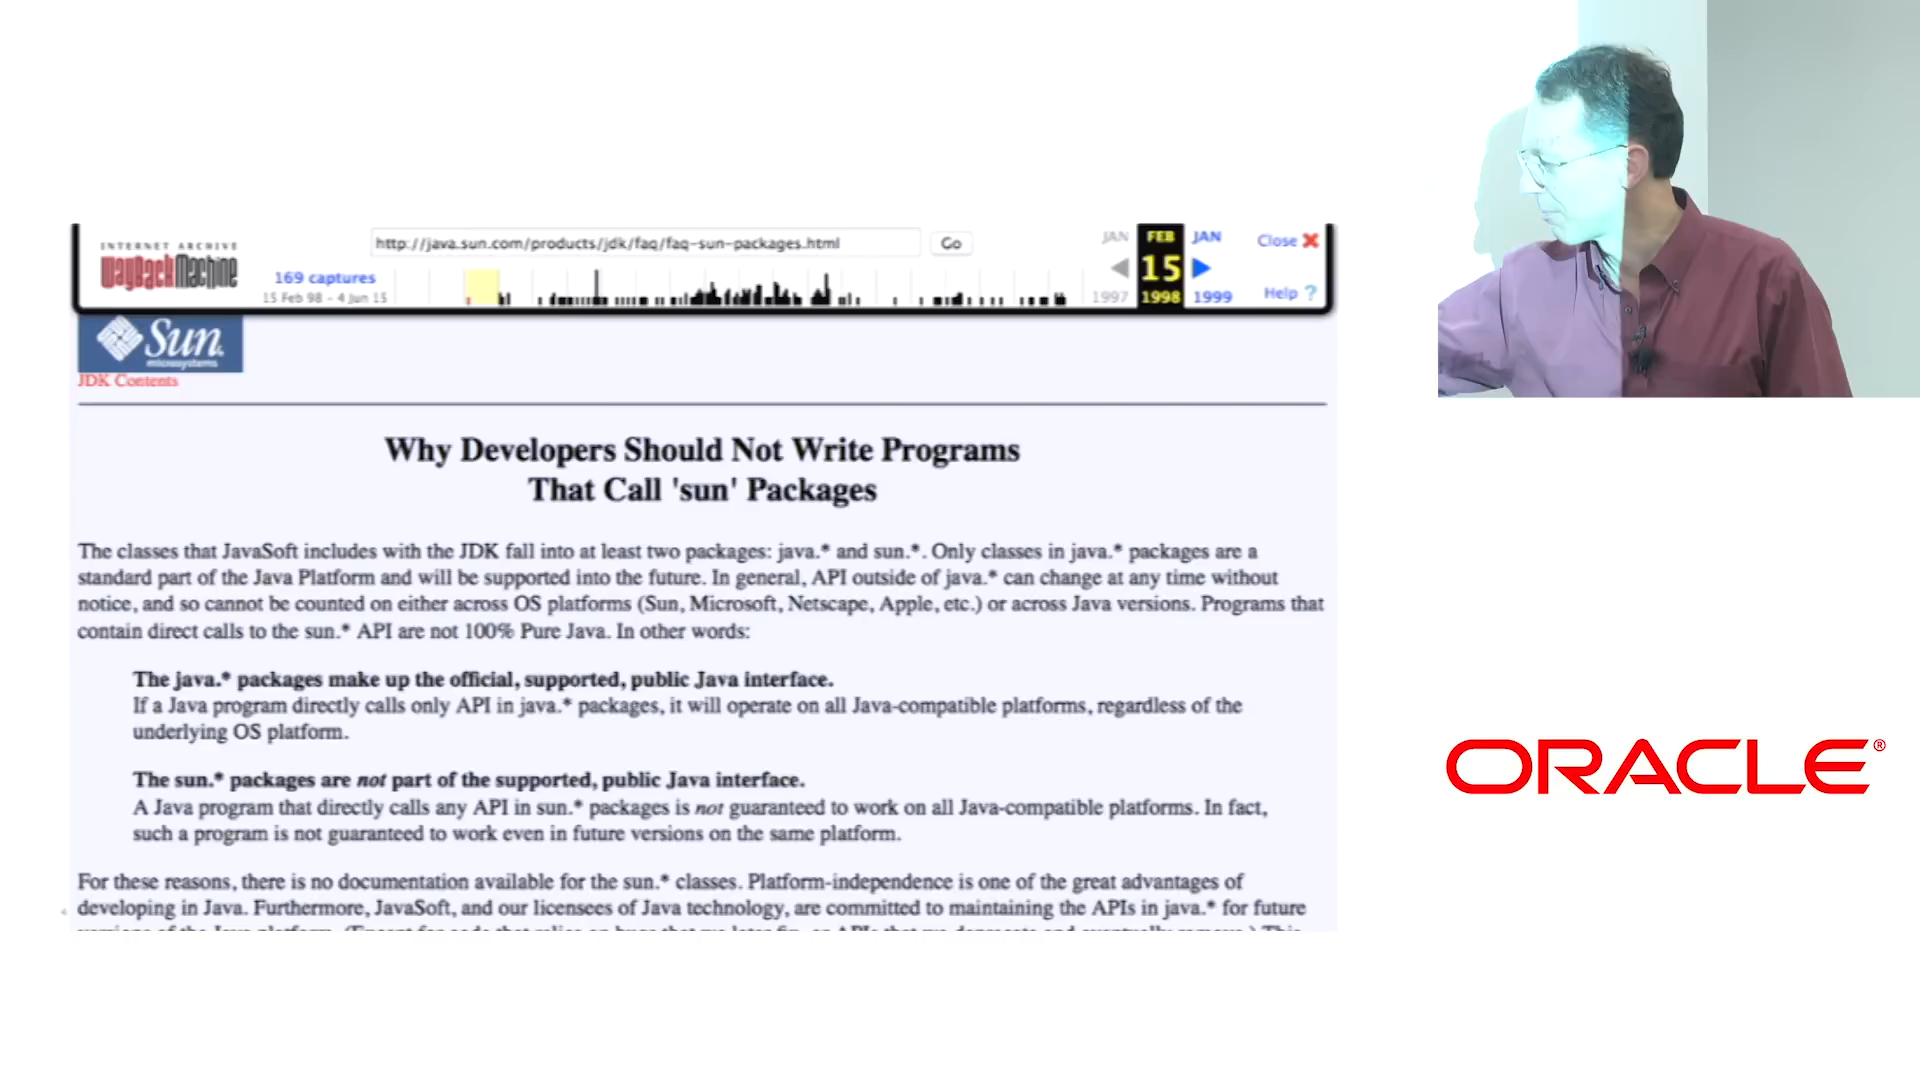 INTERNET ARCHIVE
WayBackMachine
http://java.sun.com/products/jdk/faq/faq-sun-packages.html
Go
169 captures
15 Feb 98 - 4 Jun 15
JAN FEB JAN
15
1997 1998 1999
Close
Help ?
Sun
microsystems
JDK Contents
Why Developers Should Not Write Programs
That Call 'sun' Packages
The classes that JavaSoft includes with the JDK fall into at least two packages: java.* and sun.*. Only classes in java.* packages are a
standard part of the Java Platform and will be supported into the future. In general, API outside of java.* can change at any time without
notice, and so cannot be counted on either across OS platforms (Sun, Microsoft, Netscape, Apple, etc.) or across Java versions. Programs that
contain direct calls to the sun.* API are not 100% Pure Java. In other words:
The java.* packages make up the official, supported, public Java interface.
If a Java program directly calls only API in java.* packages, it will operate on all Java-compatible platforms, regardless of the
underlying OS platform.
The sun.* packages are not part of the supported, public Java interface.
A Java program that directly calls any API in sun.* packages is not guaranteed to work on all Java-compatible platforms. In fact,
such a program is not guaranteed to work even in future versions on the same platform.
For these reasons, there is no documentation available for the sun.* classes. Platform-independence is one of the great advantages of
developing in Java. Furthermore, JavaSoft, and our licensees of Java technology, are committed to maintaining the APIs in java.* for future
ORACLE®